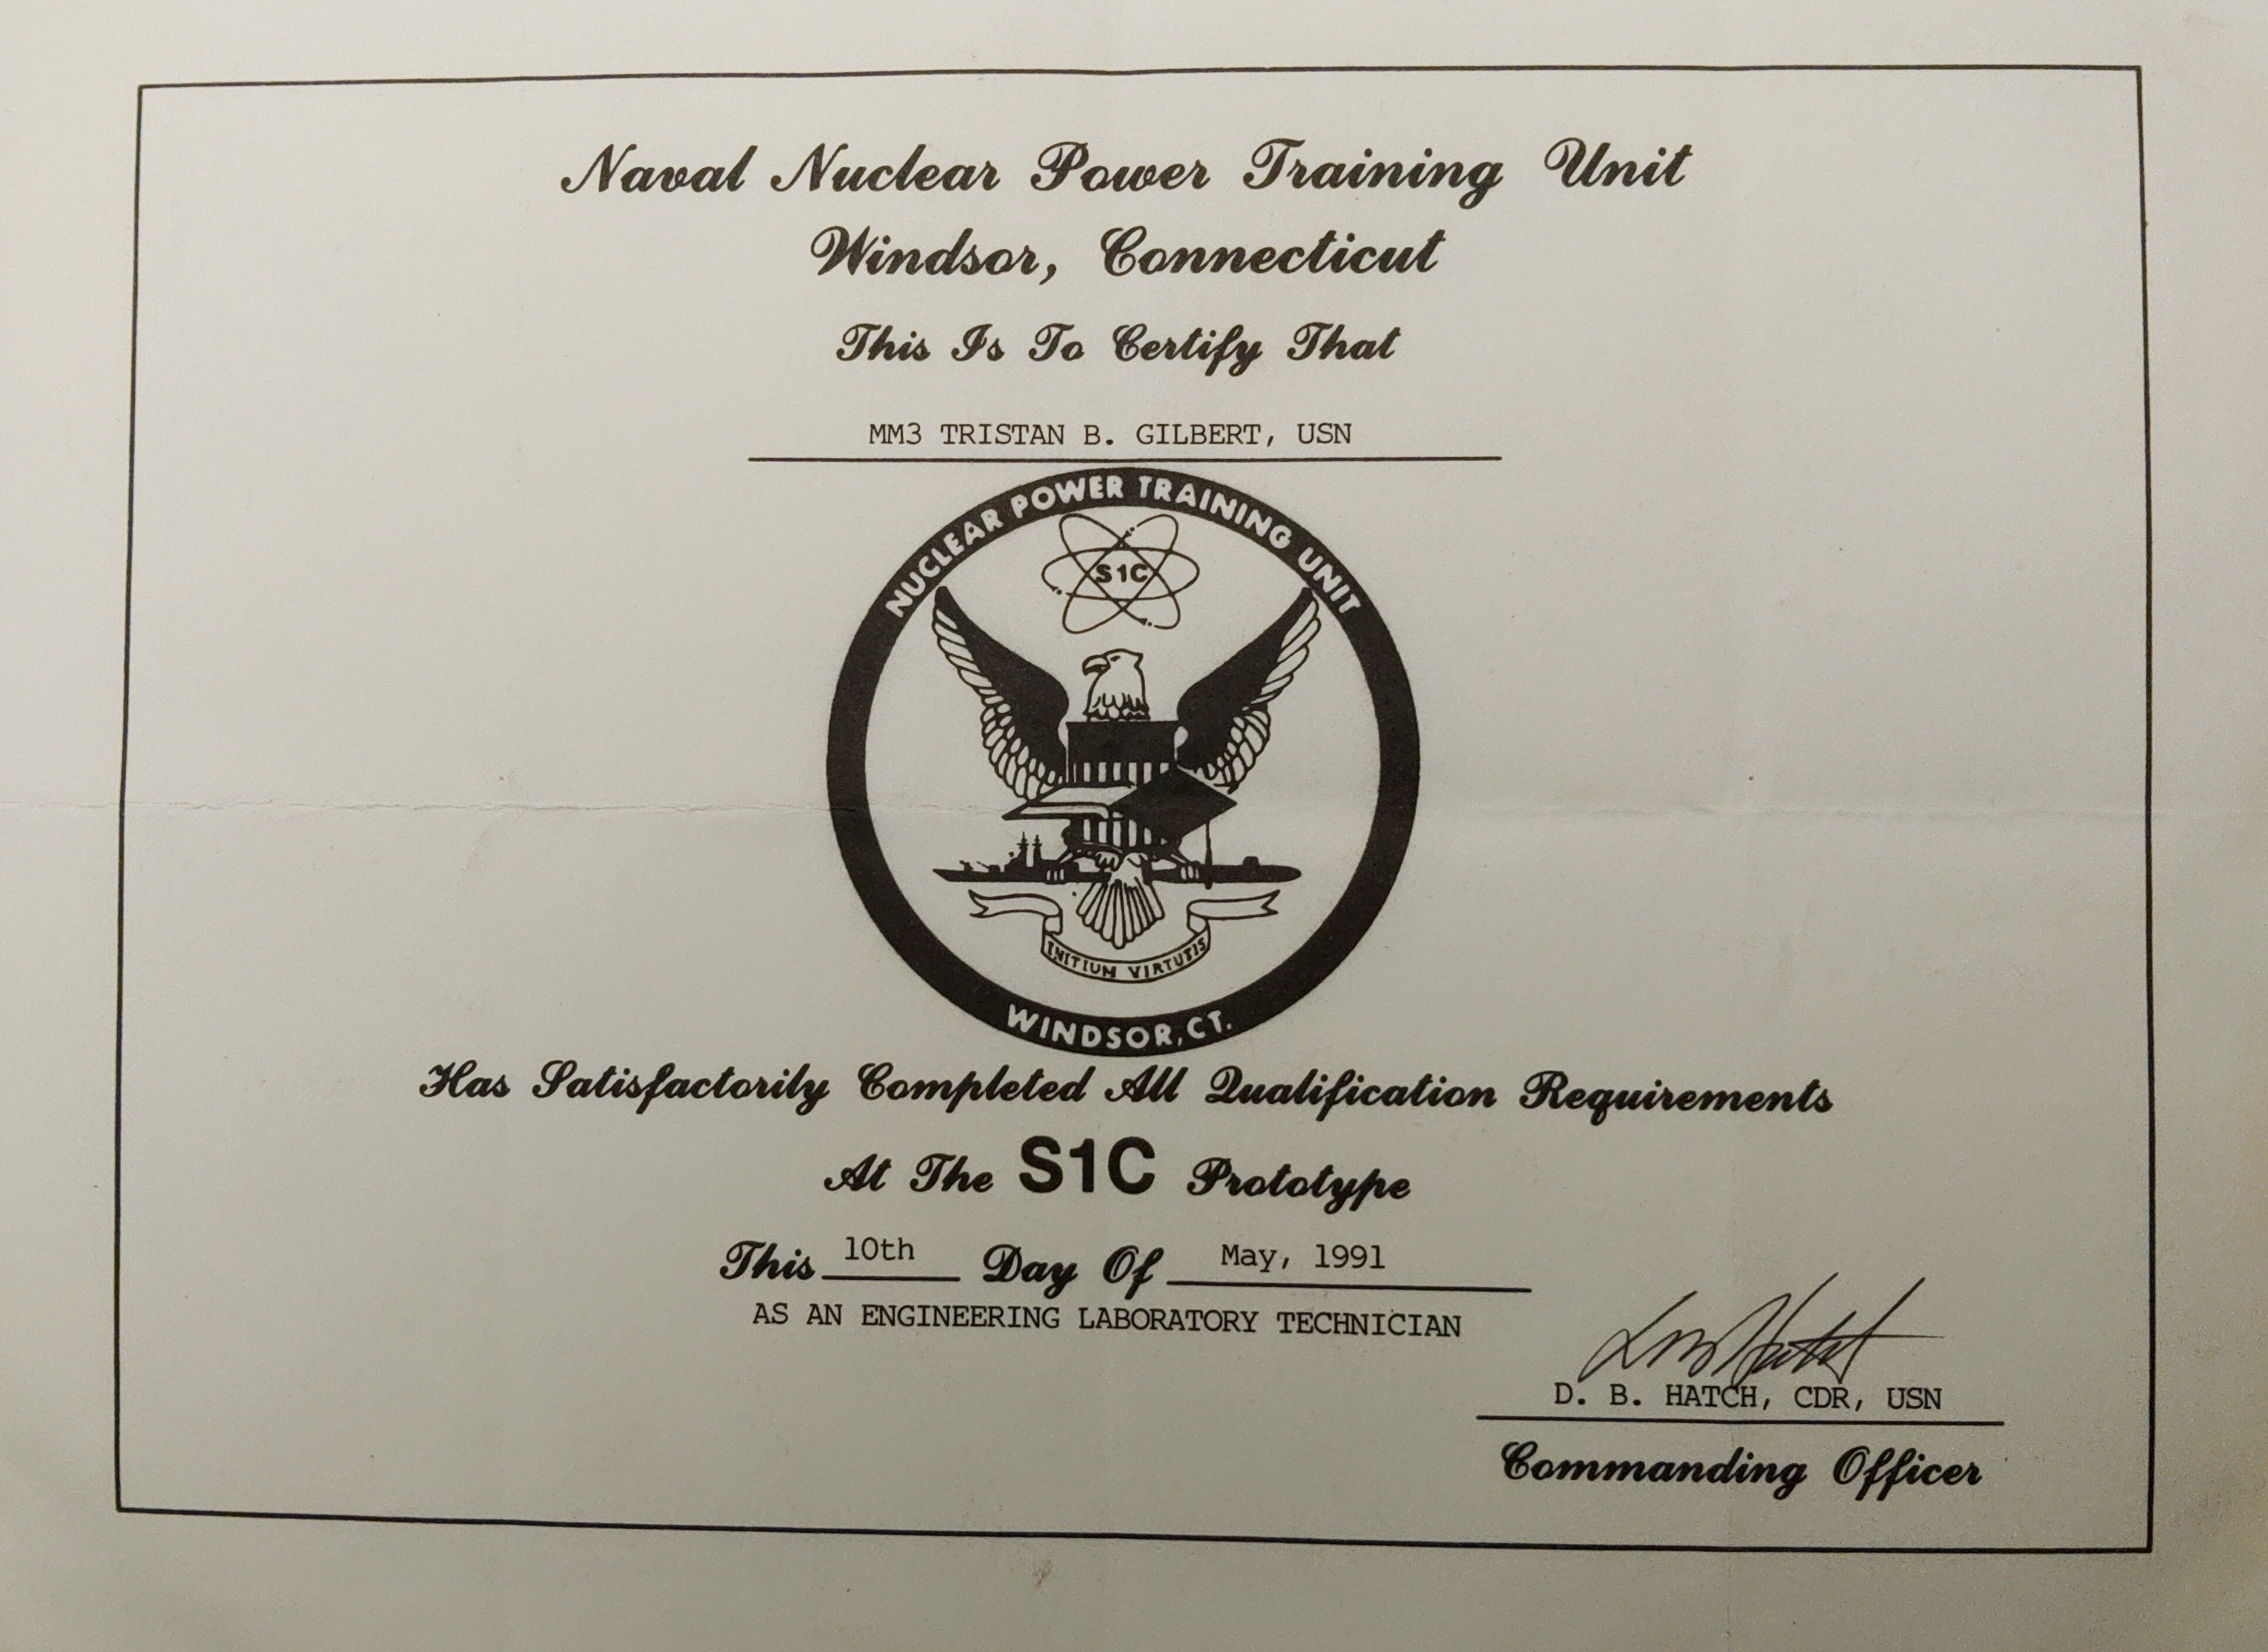 Naval Nuclear Power Training Unit
Windsor, Connecticut
This Is To Certify That
MM3 TRISTAN B. GILBERT, USN
NUCLEAR POWER TRAINING UNIT
S1C
INITIUM VIRTUTIS
WINDSOR, CT.
Has Satisfactorily Completed All Qualification Requirements
At The S1C Prototype
This 10th Day Of May, 1991
AS AN ENGINEERING LABORATORY TECHNICIAN
D. B. HATCH, CDR, USN
Commanding Officer